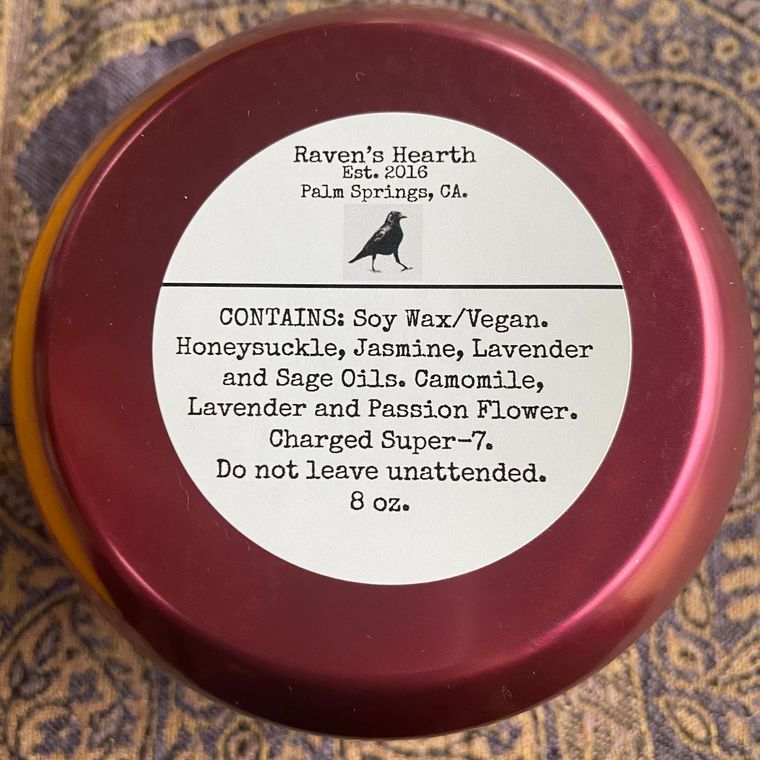 Raven's Hearth
Est. 2016
Palm Springs, CA.
CONTAINS: Soy Wax/Vegan.
Honeysuckle, Jasmine, Lavender
and Sage Oils. Camomile,
Lavender and Passion Flower.
Charged Super-7.
Do not leave unattended.
8 oz.